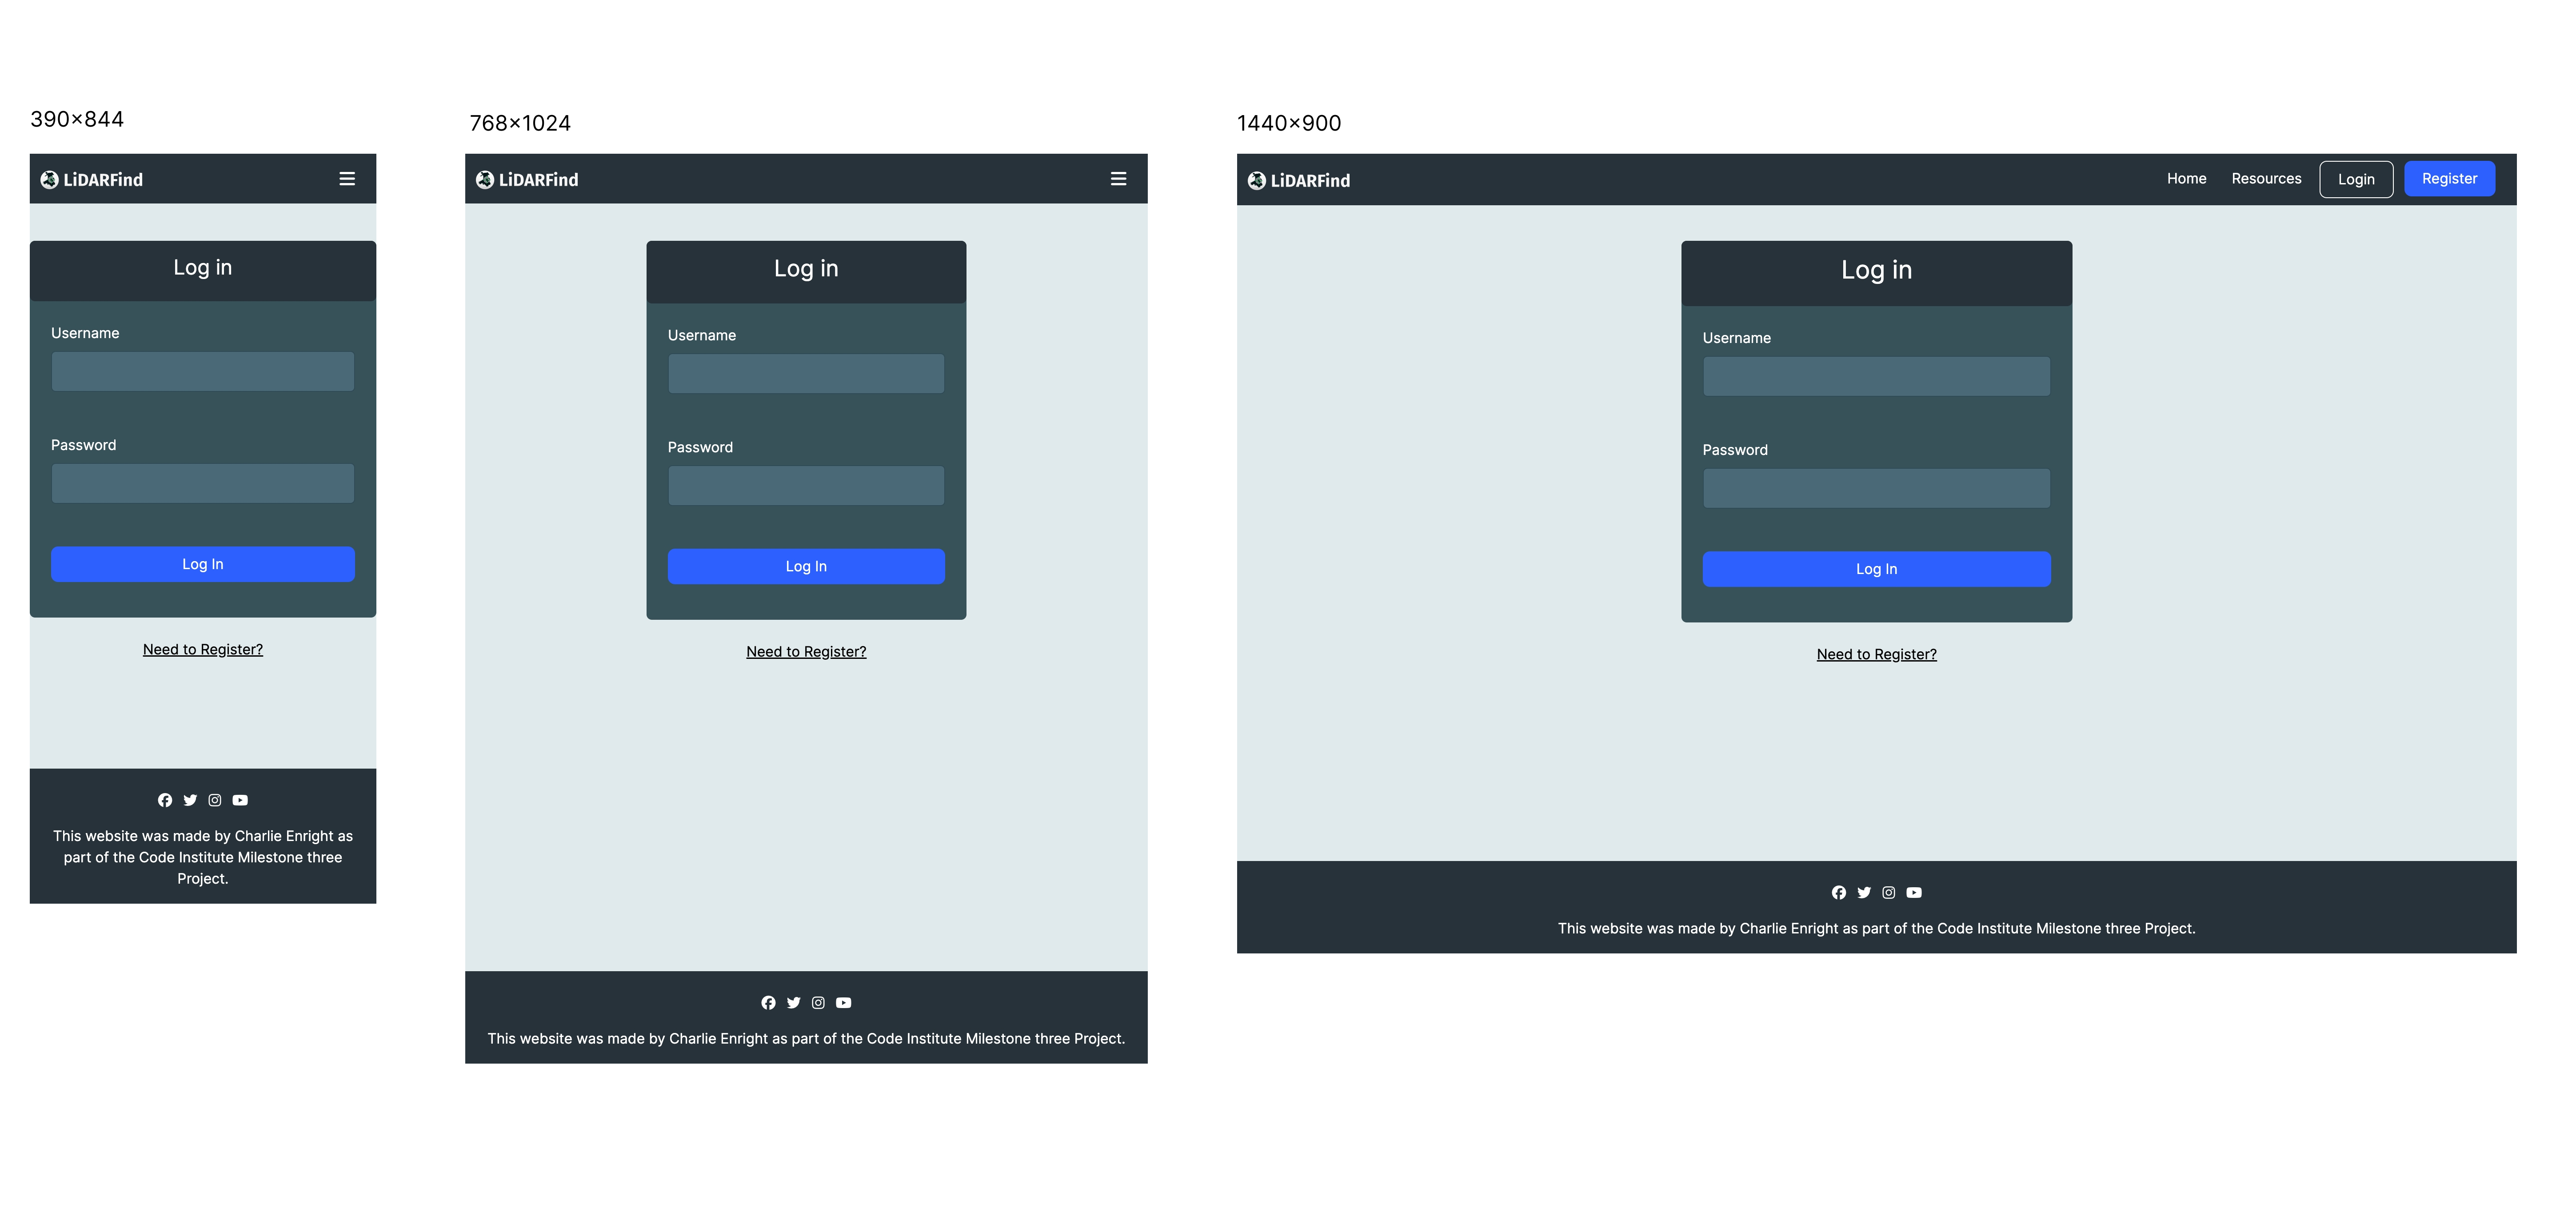 390×844
LiDARFind
Log in
Username
Password
Log In
Need to Register?
This website was made by Charlie Enright as
part of the Code Institute Milestone three
Project.
768×1024
LiDARFind
Log in
Username
Password
Log In
Need to Register?
This website was made by Charlie Enright as part of the Code Institute Milestone three Project.
1440×900
LiDARFind
Home Resources Login Register
Log in
Username
Password
Log In
Need to Register?
This website was made by Charlie Enright as part of the Code Institute Milestone three Project.